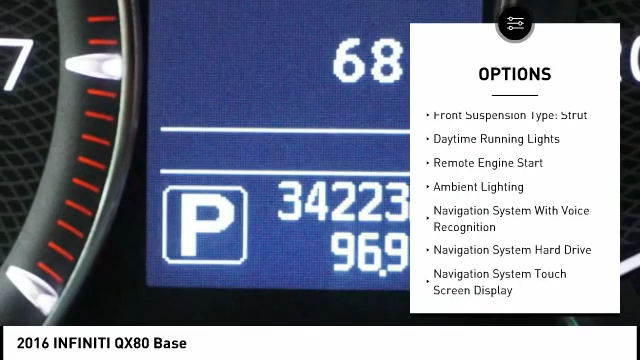 7
68
P
34223
96.9
OPTIONS
Front Suspension Type: Strut
Daytime Running Lights
Remote Engine Start
Ambient Lighting
Navigation System With Voice
Recognition
Navigation System Hard Drive
Navigation System Touch
Screen Display
2016 INFINITI QX80 Base